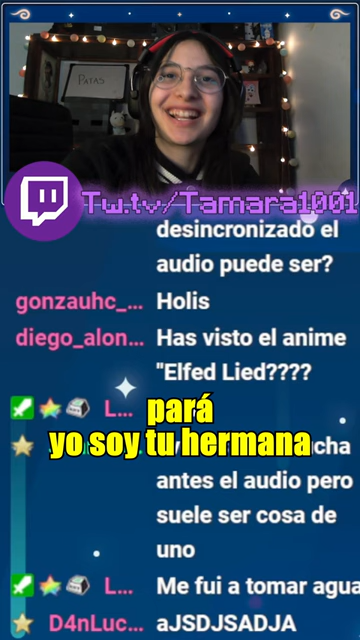 PATAS
Tw.tv/Tamara1001
desincronizado el
audio puede ser?
gonzauhc_... Holis
diego_alon... Has visto el anime
"Elfed Lied????
L...
pará
yo soy tu hermana
antes el audio pero
suele ser cosa de
uno
L... Me fui a tomar agua
D4nLuc... aJSDJSADJA